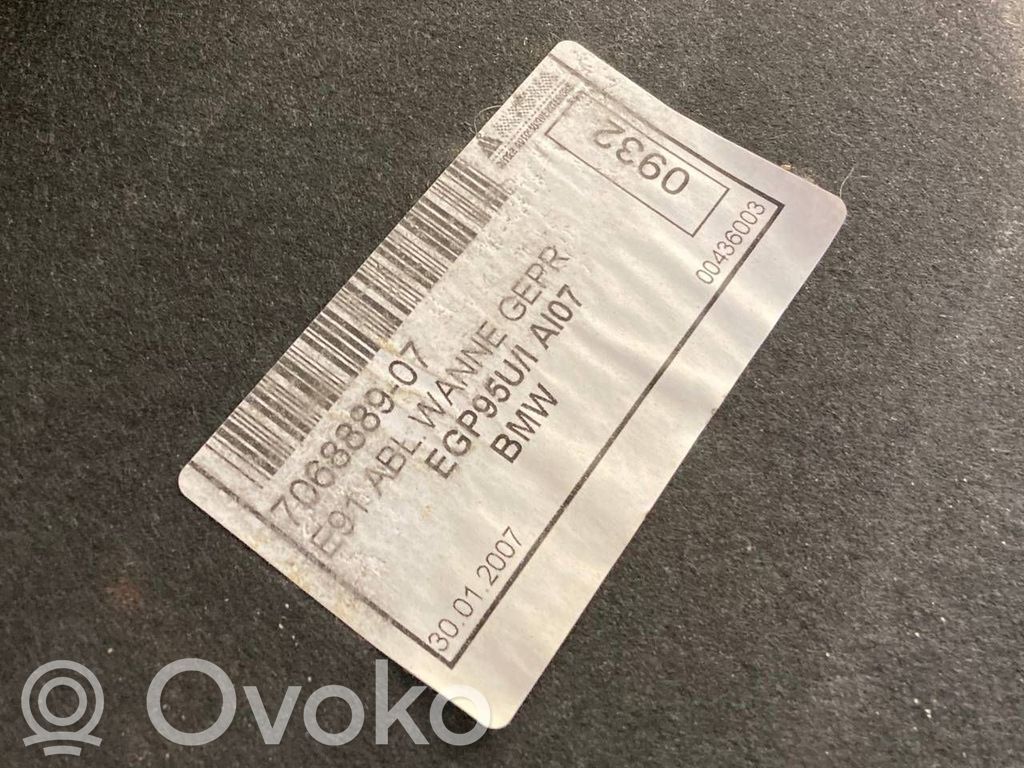 0932
7068889-07
E91 ABL.WANNE GEPR
EGP95U/I AI07
BMW
30.01.2007
00436003
Ovoko